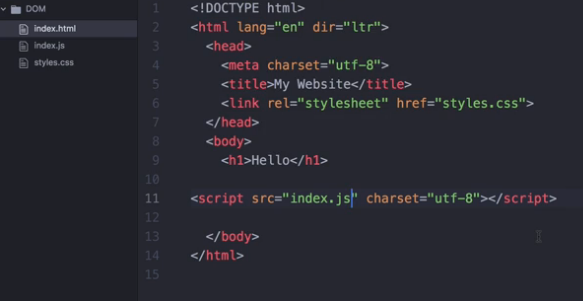 DOM
index.html
index.js
styles.css
1 <!DOCTYPE html>
2 <html lang="en" dir="ltr">
3 <head>
4 <meta charset="utf-8">
5 <title>My Website</title>
6 <link rel="stylesheet" href="styles.css">
7 </head>
8 <body>
9 <h1>Hello</h1>
10
11 <script src="index.js" charset="utf-8"></script>
12
13 </body>
14 </html>
15